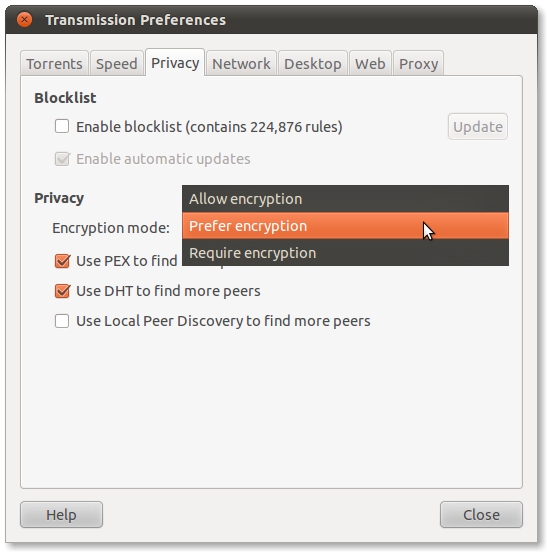 Transmission Preferences
Torrents Speed Privacy Network Desktop Web Proxy
Blocklist
Enable blocklist (contains 224,876 rules) Update
Enable automatic updates
Privacy
Allow encryption
Encryption mode: Prefer encryption
Require encryption
Use PEX to find
Use DHT to find more peers
Use Local Peer Discovery to find more peers
Help Close